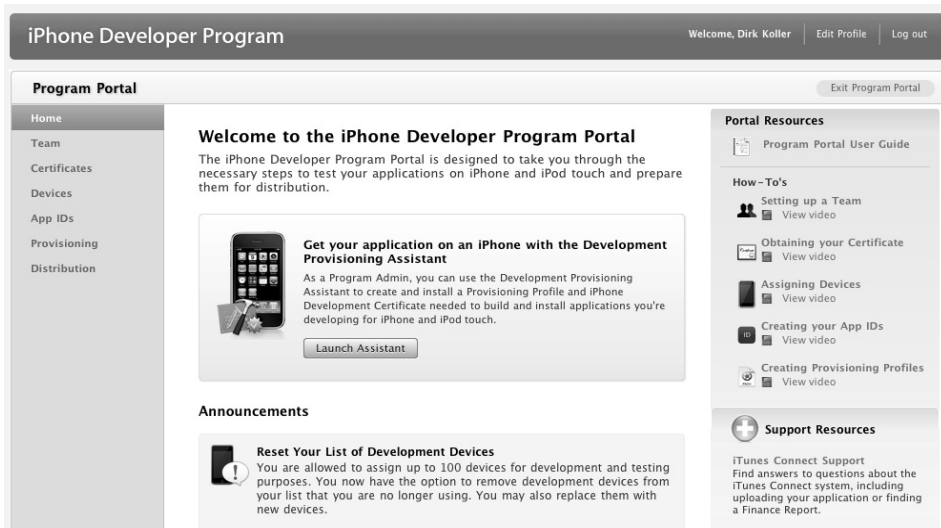 iPhone Developer Program
Welcome, Dirk Koller
Edit Profile
Log out
Program Portal
Exit Program Portal
Home
Team
Certificates
Devices
App IDs
Provisioning
Distribution
Welcome to the iPhone Developer Program Portal
The iPhone Developer Program Portal is designed to take you through the
necessary steps to test your applications on iPhone and iPod touch and prepare
them for distribution.
Get your application on an iPhone with the Development
Provisioning Assistant
As a Program Admin, you can use the Development Provisioning
Assistant to create and install a Provisioning Profile and iPhone
Development Certificate needed to build and install applications you're
developing for iPhone and iPod touch.
Launch Assistant
Announcements
Reset Your List of Development Devices
You are allowed to assign up to 100 devices for development and testing
purposes. You now have the option to remove development devices from
your list that you are no longer using. You may also replace them with
new devices.
Portal Resources
Program Portal User Guide
How-To's
Setting up a Team
View video
Obtaining your Certificate
View video
Assigning Devices
View video
ID
Creating your App IDs
View video
Creating Provisioning Profiles
View video
Support Resources
iTunes Connect Support
Find answers to questions about the
iTunes Connect system, including
uploading your application or finding
a Finance Report.